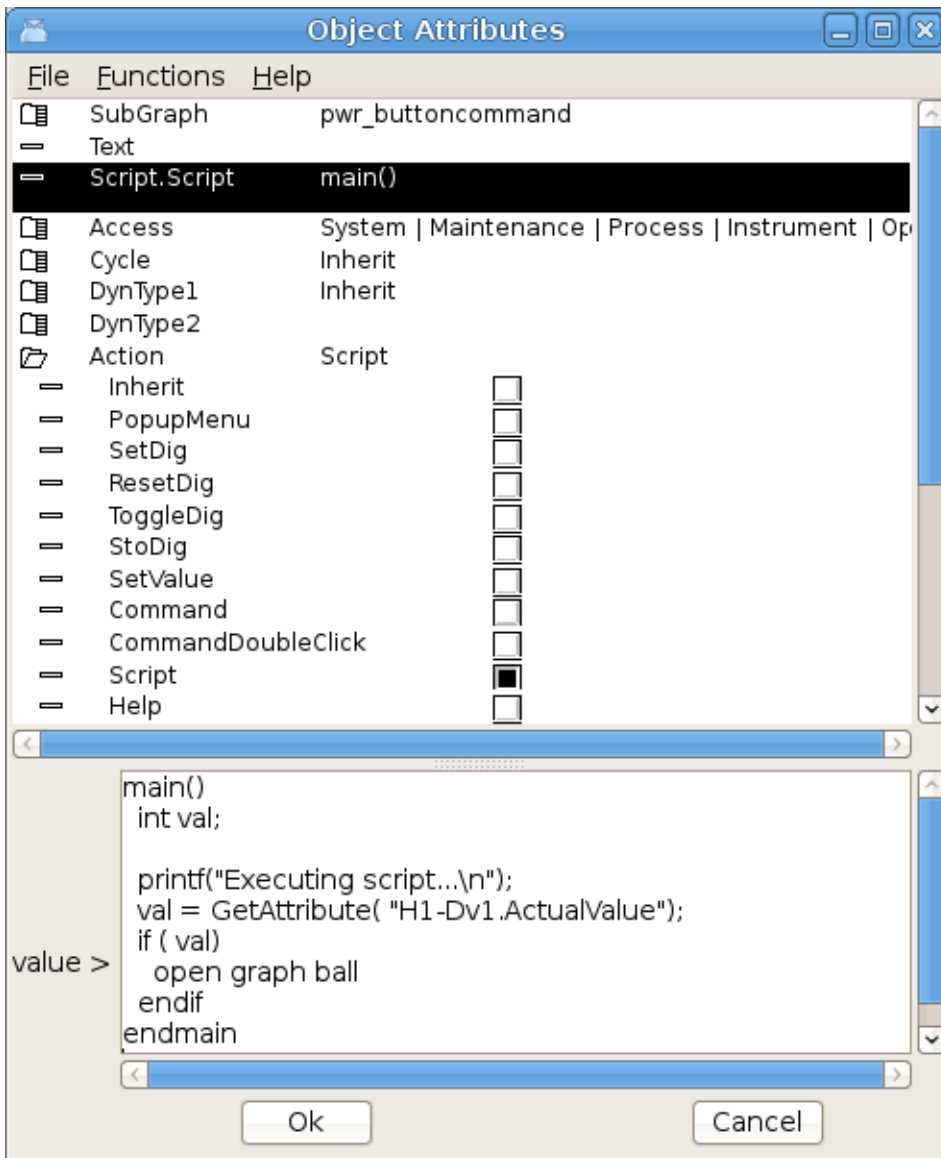 Object Attributes
File Functions Help
SubGraph pwr_buttoncommand
Text
Script.Script main()
Access System | Maintenance | Process | Instrument | Op
Cycle Inherit
DynType1 Inherit
DynType2
Action Script
Inherit
PopupMenu
SetDig
ResetDig
ToggleDig
StoDig
SetValue
Command
CommandDoubleClick
Script
Help
main()
int val;
printf("Executing script...\n");
val = GetAttribute( "H1-Dv1.ActualValue");
if ( val)
value >
open graph ball
endif
endmain
Ok Cancel